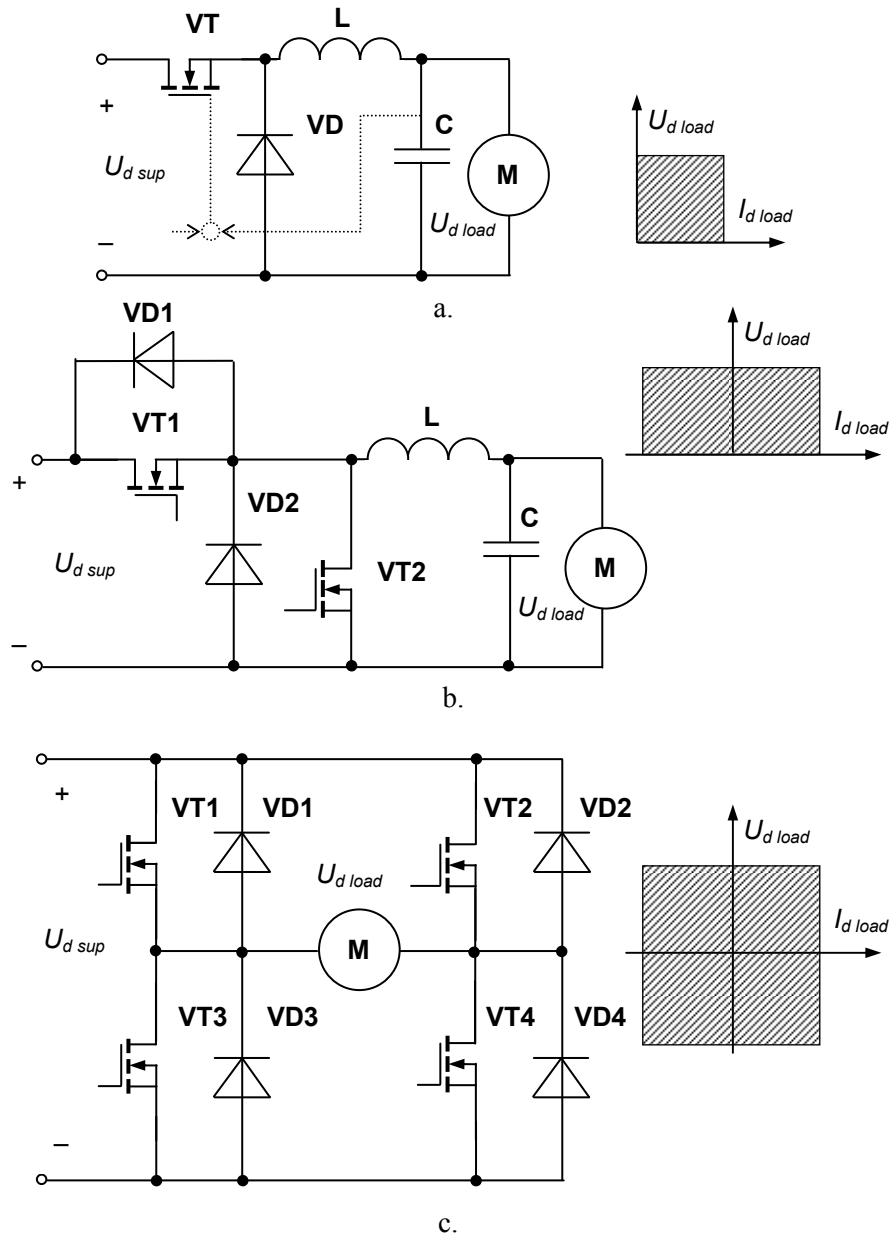 VT
L
+
VD
C
U d sup
M
U d load
−
U d load
I d load
a.
VD1
VT1
L
+
VD2
C
U d sup
VT2
M
U d load
−
U d load
I d load
b.
+
VT1
VD1
VT2
VD2
U d load
U d sup
M
VT3
VD3
VT4
VD4
−
U d load
I d load
c.